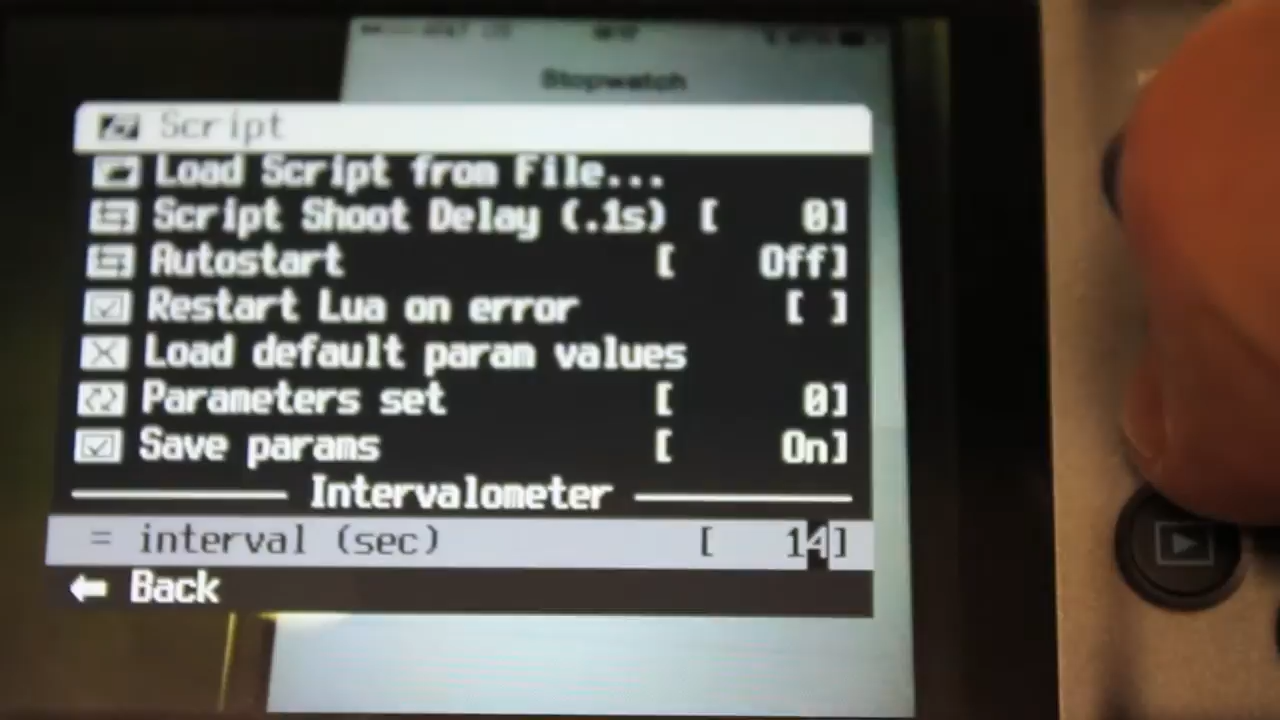 Stopwatch
Script
Load Script from File...
Script Shoot Delay (.1s) [ 0]
Autostart [ Off]
Restart Lua on error [ ]
Load default param values
Parameters set [ 0]
Save params [ On]
Intervalometer
= interval (sec) [ 14]
Back